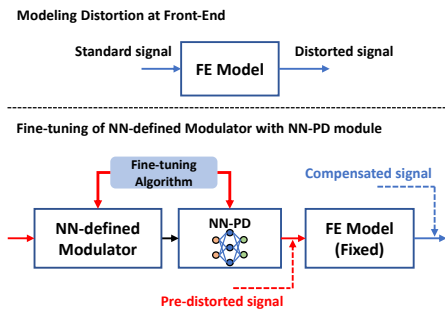 Modeling Distortion at Front-End
Standard signal
FE Model
Distorted signal
Fine-tuning of NN-defined Modulator with NN-PD module
Fine-tuning
Algorithm
Compensated signal
NN-defined
Modulator
NN-PD
FE Model
(Fixed)
Pre-distorted signal